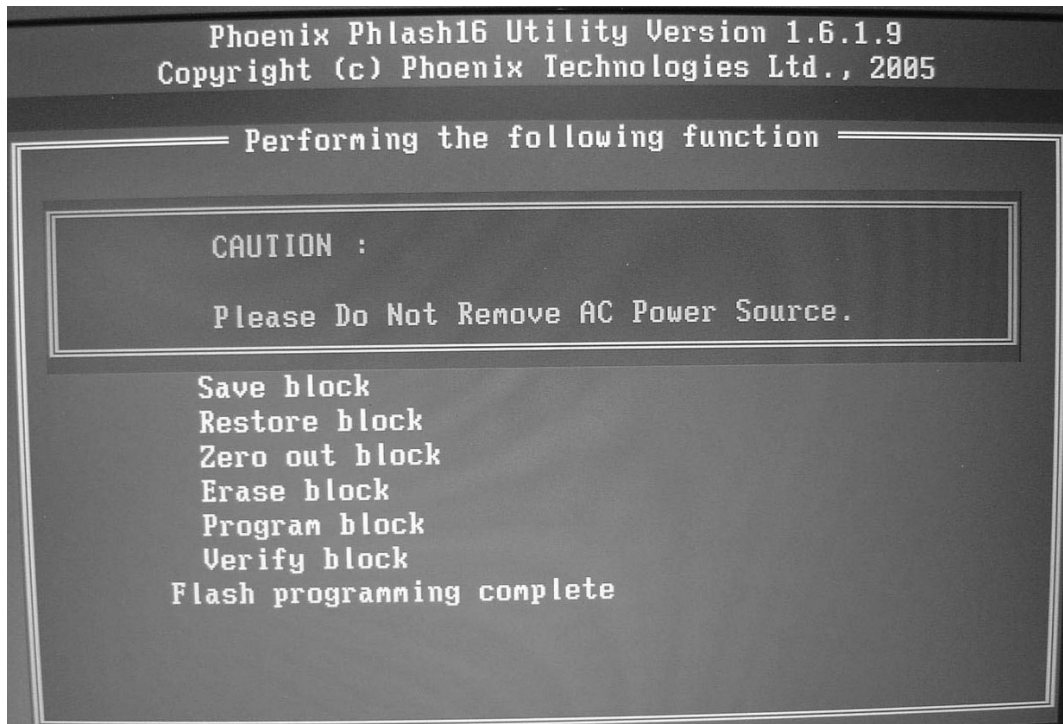 Phoenix Phlash16 Utility Version 1.6.1.9
Copyright (c) Phoenix Technologies Ltd., 2005
Performing the following function
CAUTION :
Please Do Not Remove AC Power Source.
Save block
Restore block
Zero out block
Erase block
Program block
Verify block
Flash programming complete